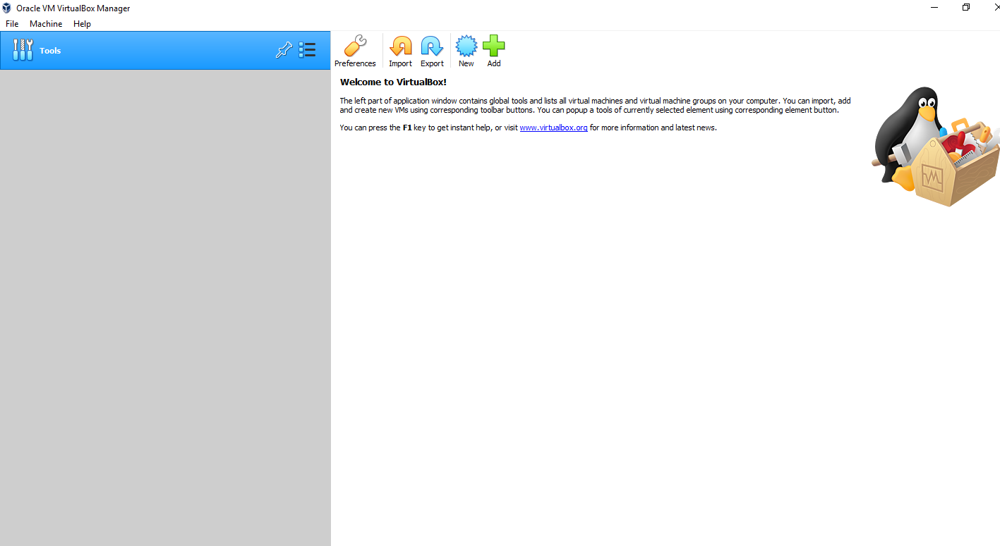 Oracle VM VirtualBox Manager
File Machine Help
Tools
Preferences Import Export New Add
Welcome to VirtualBox!
The left part of application window contains global tools and lists all virtual machines and virtual machine groups on your computer. You can import, add
and create new VMs using corresponding toolbar buttons. You can popup a tools of currently selected element using corresponding element button.
You can press the F1 key to get instant help, or visit www.virtualbox.org for more information and latest news.
VM